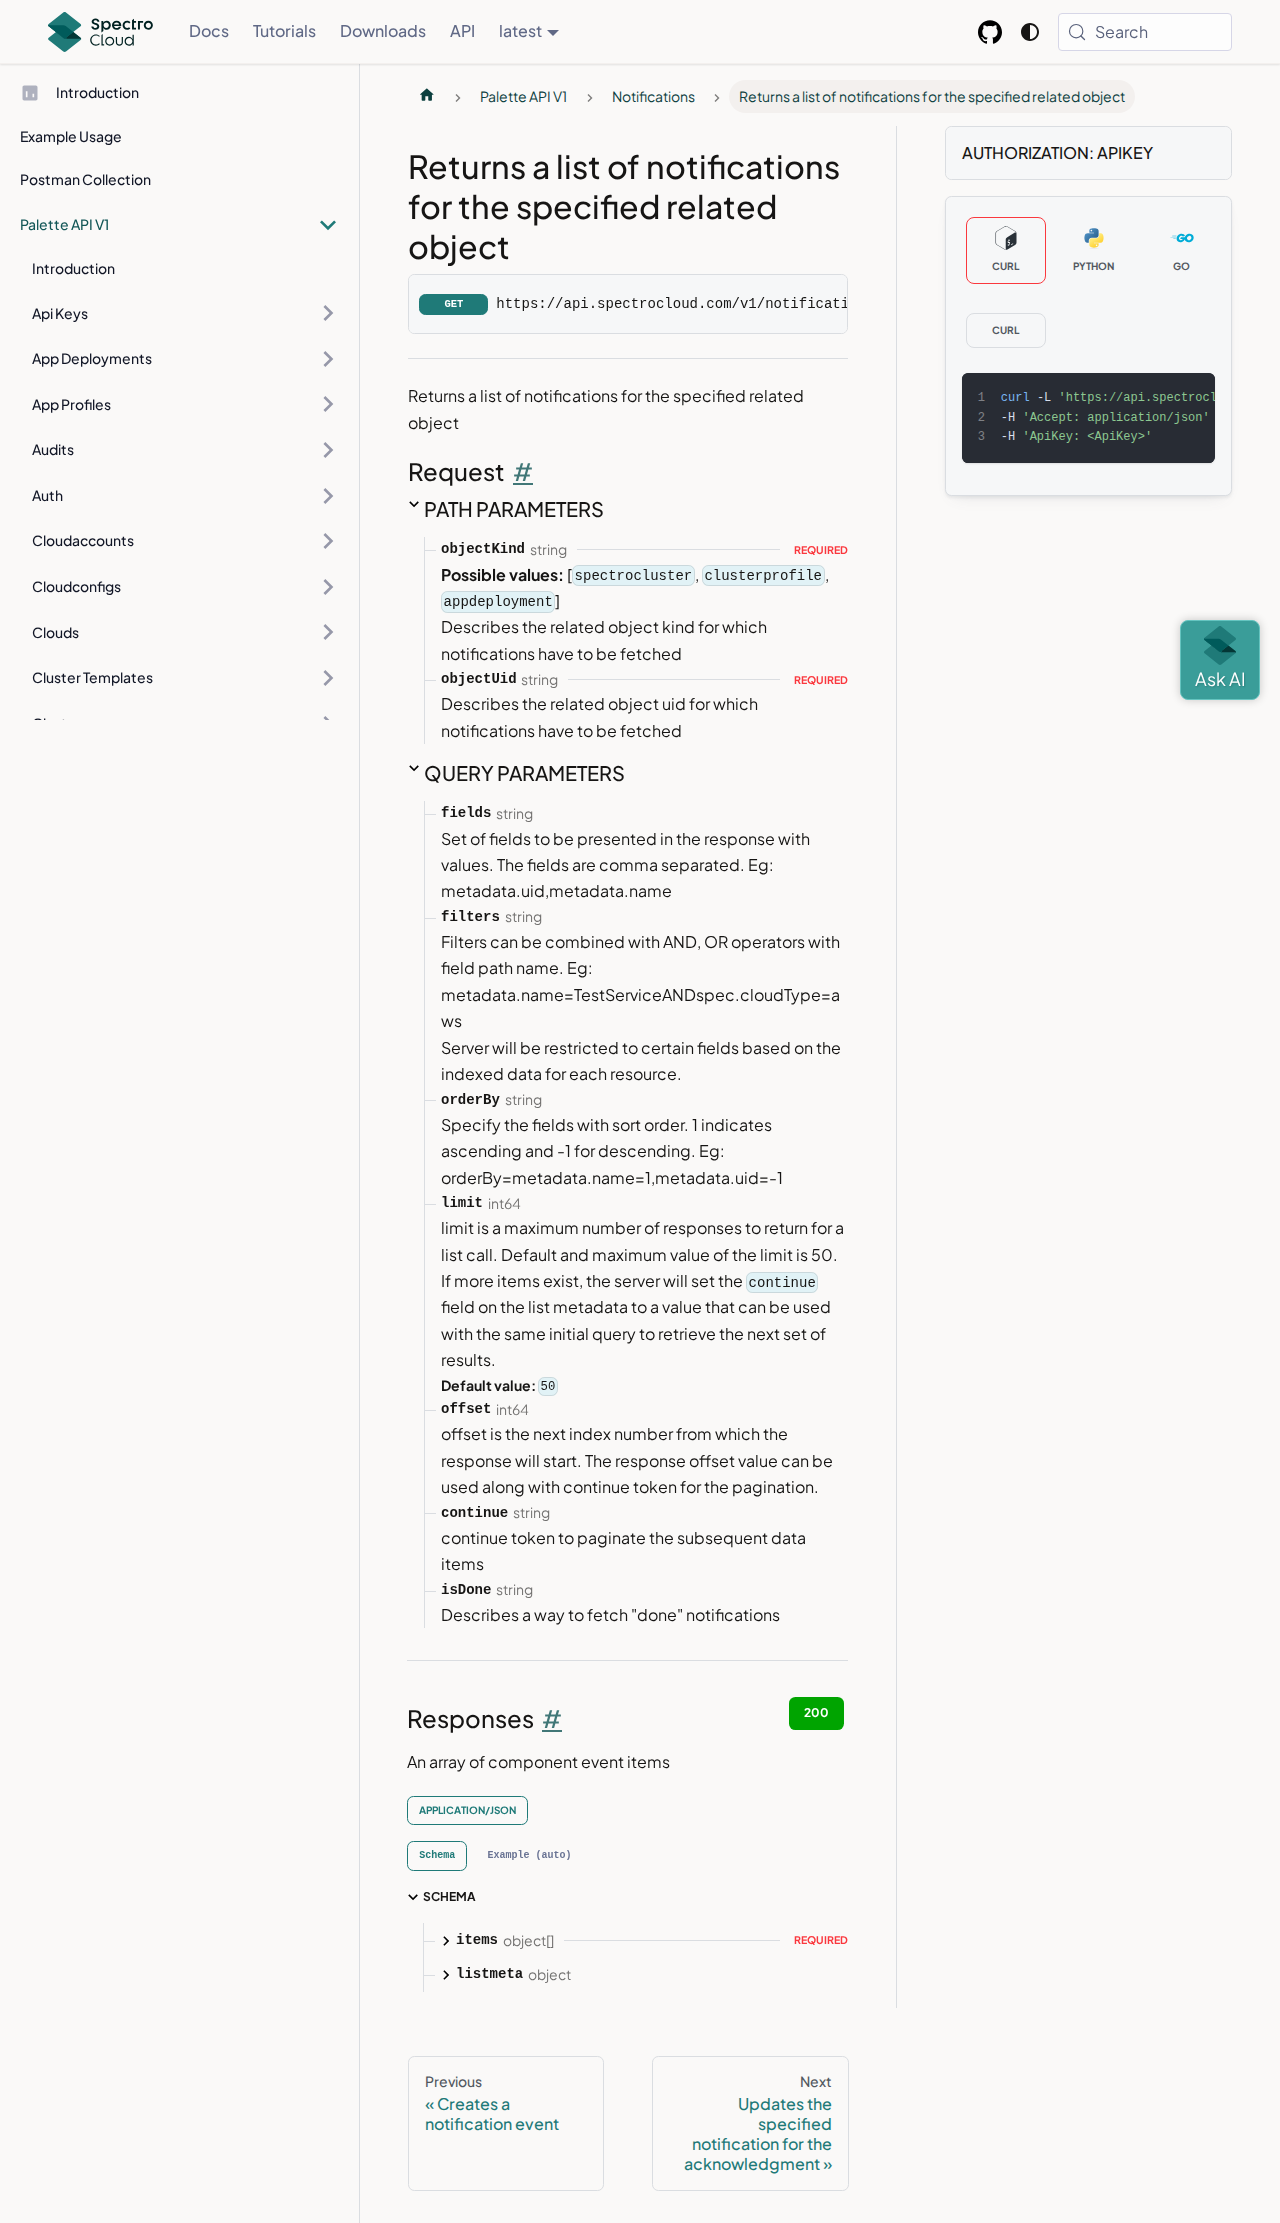 Spectro Cloud
Docs
Tutorials
Downloads
API
latest
Search
Introduction
Example Usage
Postman Collection
Palette API V1
Introduction
Api Keys
App Deployments
App Profiles
Audits
Auth
Cloudaccounts
Cloudconfigs
Clouds
Cluster Templates
Palette API V1
Notifications
Returns a list of notifications for the specified related object
Returns a list of notifications
for the specified related
object
GET https://api.spectrocloud.com/v1/notificati
Returns a list of notifications for the specified related
object
Request #
PATH PARAMETERS
objectKind string REQUIRED
Possible values: [spectrocluster, clusterprofile,
appdeployment]
Describes the related object kind for which
notifications have to be fetched
objectUid string REQUIRED
Describes the related object uid for which
notifications have to be fetched
QUERY PARAMETERS
fields string
Set of fields to be presented in the response with
values. The fields are comma separated. Eg:
metadata.uid,metadata.name
filters string
Filters can be combined with AND, OR operators with
field path name. Eg:
metadata.name=TestServiceANDspec.cloudType=a
ws
Server will be restricted to certain fields based on the
indexed data for each resource.
orderBy string
Specify the fields with sort order. 1 indicates
ascending and -1 for descending. Eg:
orderBy=metadata.name=1,metadata.uid=-1
limit int64
limit is a maximum number of responses to return for a
list call. Default and maximum value of the limit is 50.
If more items exist, the server will set the continue
field on the list metadata to a value that can be used
with the same initial query to retrieve the next set of
results.
Default value: 50
offset int64
offset is the next index number from which the
response will start. The response offset value can be
used along with continue token for the pagination.
continue string
continue token to paginate the subsequent data
items
isDone string
Describes a way to fetch "done" notifications
Responses #
200
An array of component event items
APPLICATION/JSON
Schema
Example (auto)
SCHEMA
items object[] REQUIRED
listmeta object
Previous
« Creates a
notification event
Next
Updates the
specified
notification for the
acknowledgment »
AUTHORIZATION: APIKEY
CURL
PYTHON
GO
CURL
1 curl -L 'https://api.spectrocl
2 -H 'Accept: application/json'
3 -H 'ApiKey: <ApiKey>'
Ask AI